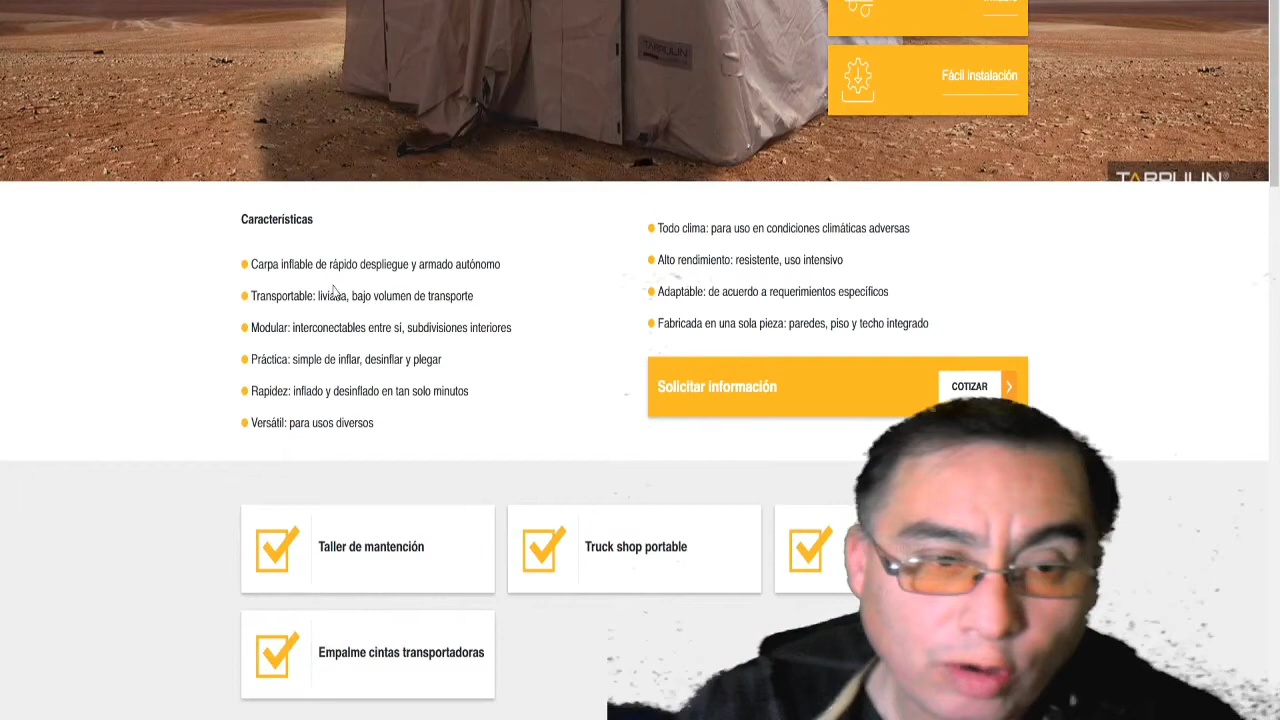 TARPULIN
Fácil instalación
TARPULIN®
Características
Carpa inflable de rápido despliegue y armado autónomo
Transportable: liviana, bajo volumen de transporte
Modular: interconectables entre sí, subdivisiones interiores
Práctica: simple de inflar, desinflar y plegar
Rapidez: inflado y desinflado en tan solo minutos
Versátil: para usos diversos
Todo clima: para uso en condiciones climáticas adversas
Alto rendimiento: resistente, uso intensivo
Adaptable: de acuerdo a requerimientos específicos
Fabricada en una sola pieza: paredes, piso y techo integrado
Solicitar información
COTIZAR
Taller de mantención
Truck shop portable
Empalme cintas transportadoras